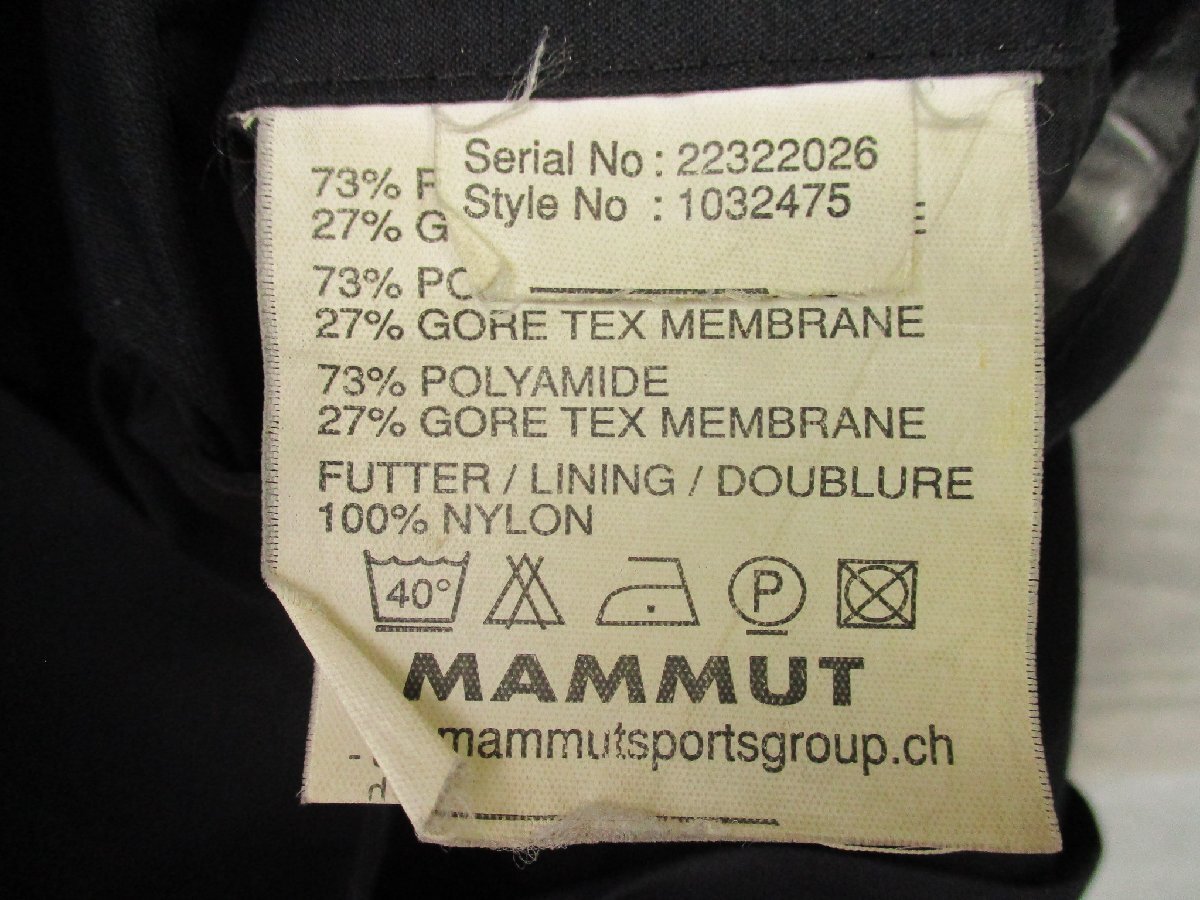 Serial No : 22322026
Style No : 1032475
73%
27%
73%
27% GORE TEX MEMBRANE
73% POLYAMIDE
27% GORE TEX MEMBRANE
FUTTER / LINING / DOUBLURE
100% NYLON
40° P
MAMMUT
mammutsportsgroup.ch